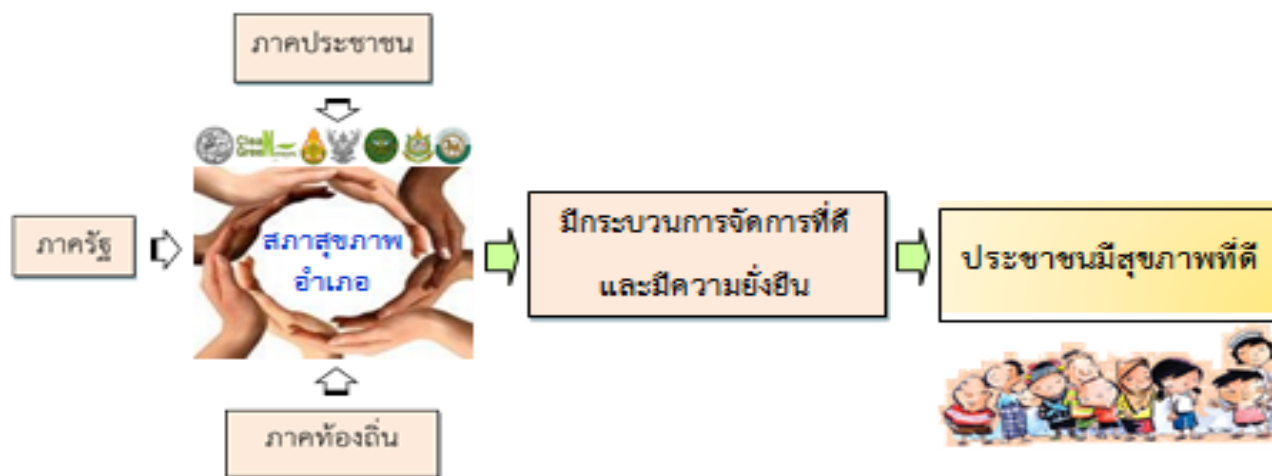 ภาคประชาชน
Clea
GreeN
ภาครัฐ
สภาสุขภาพ
อำเภอ
มีกระบวนการจัดการที่ดี
และมีความยั่งยืน
ประชาชนมีสุขภาพที่ดี
ภาคท้องถิ่น